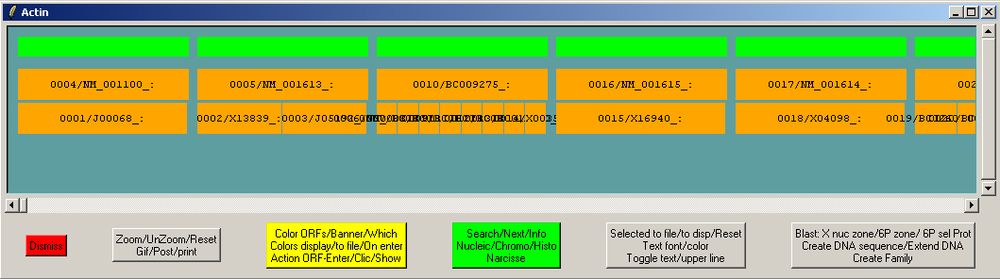 Actin
0004/NM_001100_: 0005/NM_001613_: 0010/BC009275_: 0016/NM_001615_: 0017/NM_001614_:
0001/J00068_: 0002/X13839_: 0015/X16940_: 0018/X04098_:
Dismiss
Zoom/UnZoom/Reset
Gif/Post/print
Color ORFs/Banner/Which
Colors display/to file/On enter
Action ORF-Enter/Clic/Show
Search/Next/Info
Nucleic/Chromo/Histo
Narcisse
Selected to file/to disp/Reset
Text font/color
Toggle text/upper line
Blast: X nuc zone/6P zone/ 6P sel Prot
Create DNA sequence/Extend DNA
Create Family